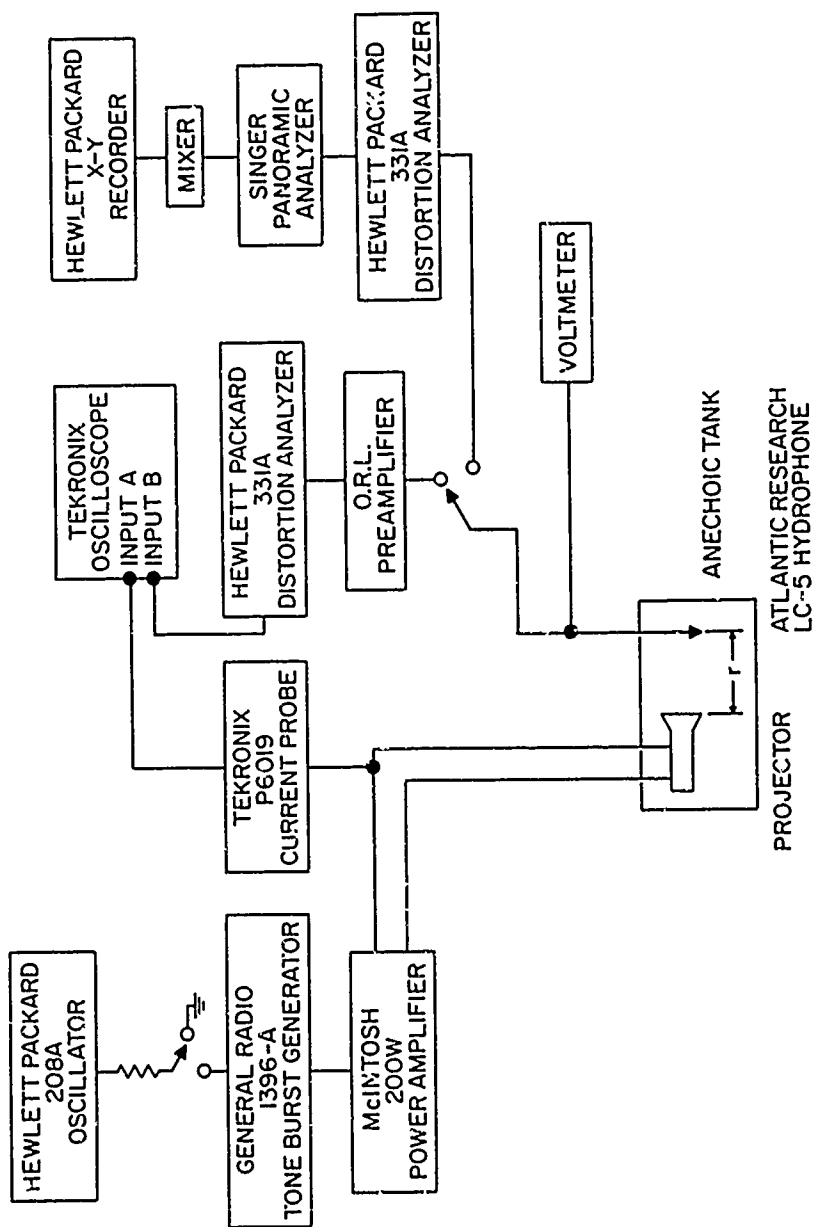 HEWLETT PACKARD
208A
OSCILLATOR
GENERAL RADIO
1396-A
TONE BURST GENERATOR
McINTOSH
200W
POWER AMPLIFIER
TEKRONIX
P6019
CURRENT PROBE
TEKRONIX
OSCILLOSCOPE
INPUT A
INPUT B
HEWLETT PACKARD
331A
DISTORTION ANALYZER
O.R.L.
PREAMPLIFIER
HEWLETT PACKARD
X-Y
RECORDER
MIXER
SINGER
PANORAMIC
ANALYZER
HEWLETT PACKARD
331A
DISTORTION ANALYZER
VOLTMETER
ANECHOIC TANK
r
PROJECTOR
ATLANTIC RESEARCH
LC-5 HYDROPHONE